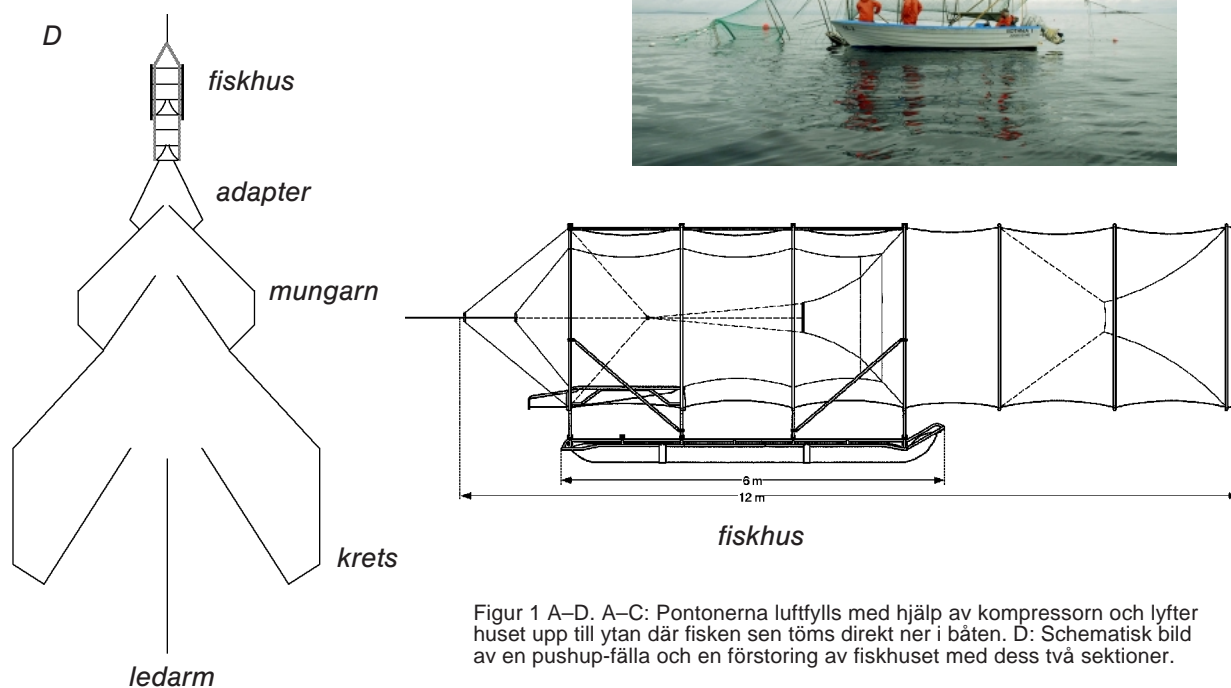 D
fiskhus
adapter
mungarn
krets
ledarm
6 m
12 m
fiskhus
Figur 1 A–D. A–C: Pontonerna luftfylls med hjälp av kompressorn och lyfter
huset upp till ytan där fisken sen töms direkt ner i båten. D: Schematisk bild
av en pushup-fälla och en förstoring av fiskhuset med dess två sektioner.